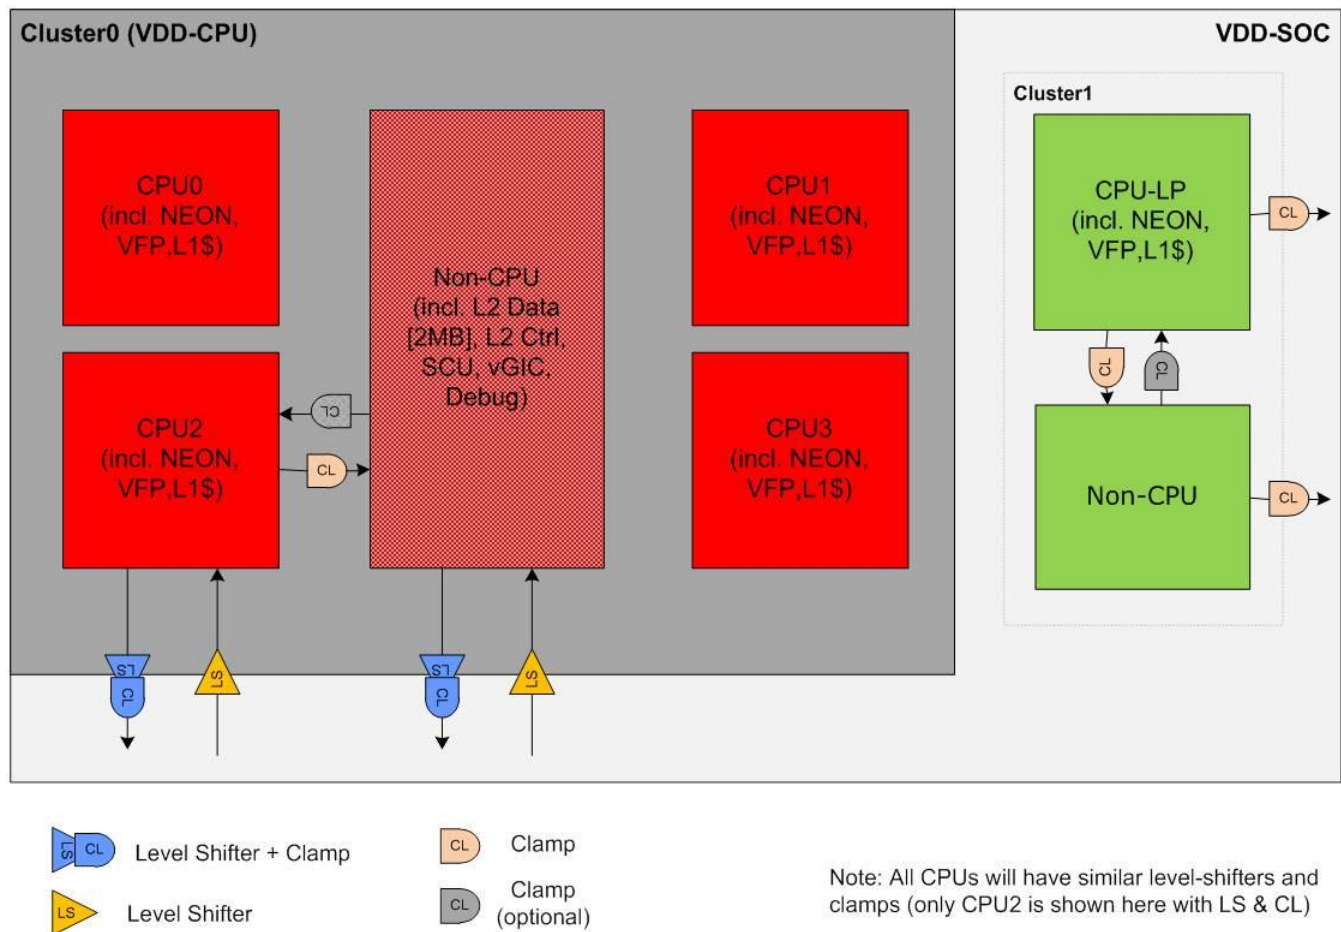 Cluster0 (VDD-CPU)
VDD-SOC
Cluster1
CPU0
(incl. NEON,
VFP,L1$)
Non-CPU
(incl. L2 Data
[2MB], L2 Ctrl,
SCU, vGIC,
Debug)
CPU1
(incl. NEON,
VFP,L1$)
CPU-LP
(incl. NEON,
VFP,L1$)
CL
CL
CL
CPU2
(incl. NEON,
VFP,L1$)
CL
CL
CPU3
(incl. NEON,
VFP,L1$)
Non-CPU
CL
LS
CL
LS
LS
CL
LS
LS
CL
Level Shifter + Clamp
CL
Clamp
LS
Level Shifter
CL
Clamp
(optional)
Note: All CPUs will have similar level-shifters and
clamps (only CPU2 is shown here with LS & CL)